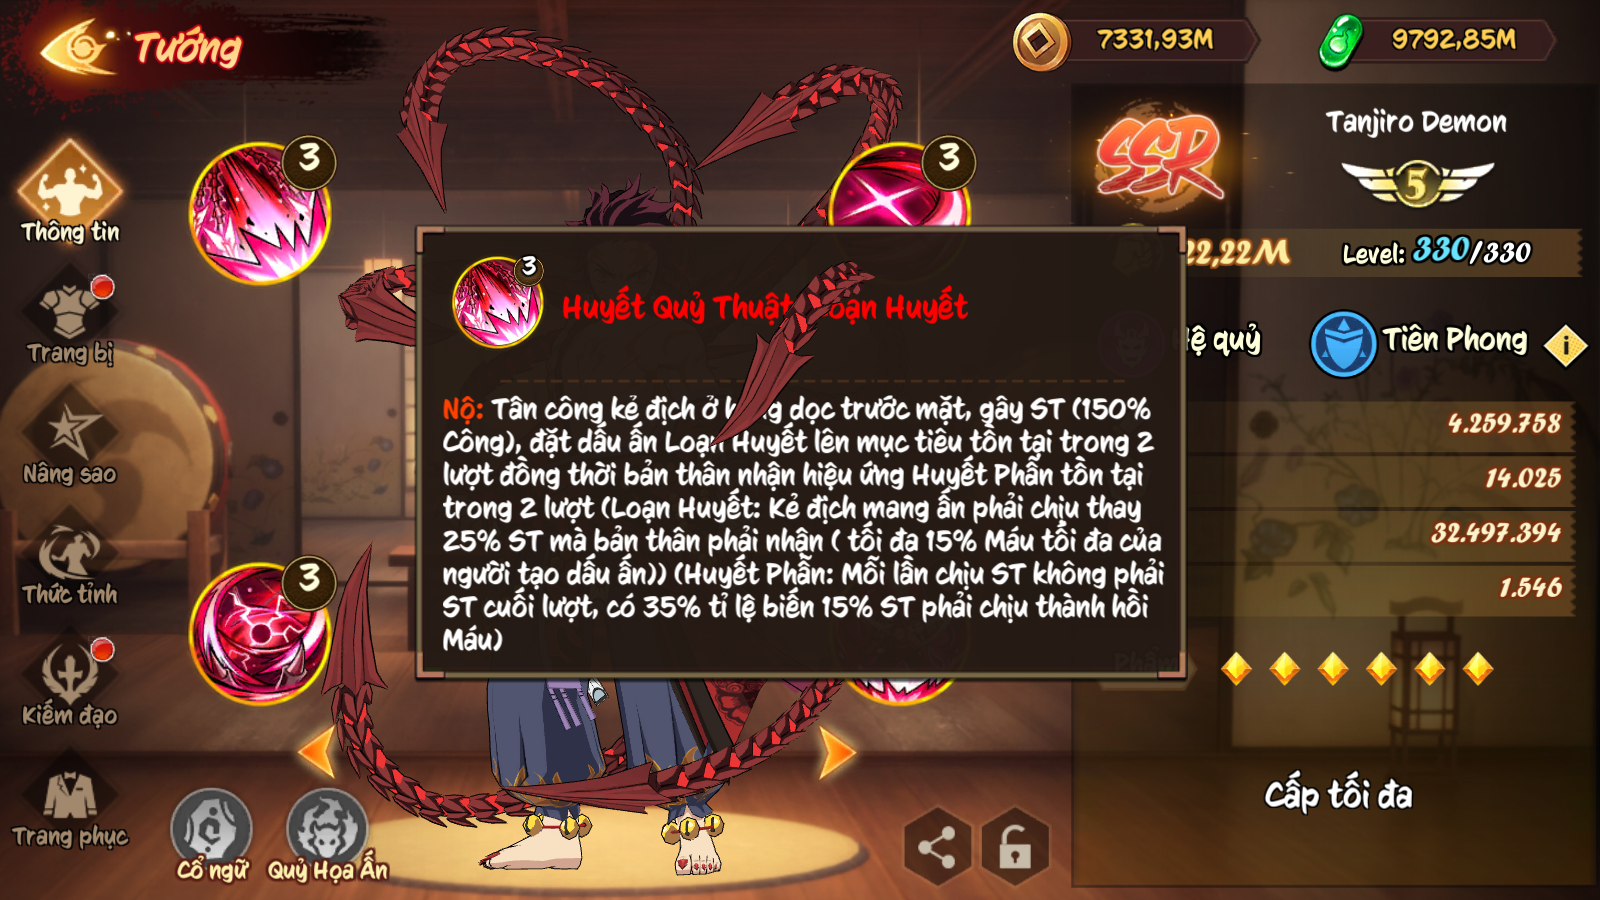 Tướng
7331,93M
9792,85M
SSR
Tanjiro Demon
5
22,22M
Level: 330/330
Hệ quỷ
Tiên Phong
i
4.259.758
14.025
32.497.394
1.546
Cấp tối đa
Thông tin
Trang bị
Nâng sao
Thức tỉnh
Kiếm đạo
Trang phục
3
3
3
Cổ ngữ
Quỷ Họa Ấn
3
Huyết Quỷ Thuật Loạn Huyết
Nộ: Tấn công kẻ địch ở hàng dọc trước mặt, gây ST (150%
Công), đặt dấu ấn Loạn Huyết lên mục tiêu tồn tại trong 2
lượt đồng thời bản thân nhận hiệu ứng Huyết Phẫn tồn tại
trong 2 lượt (Loạn Huyết: Kẻ địch mang ấn phải chịu thay
25% ST mà bản thân phải nhận ( tối đa 15% Máu tối đa của
người tạo dấu ấn)) (Huyết Phẫn: Mỗi lần chịu ST không phải
ST cuối lượt, có 35% tỉ lệ biến 15% ST phải chịu thành hồi
Máu)